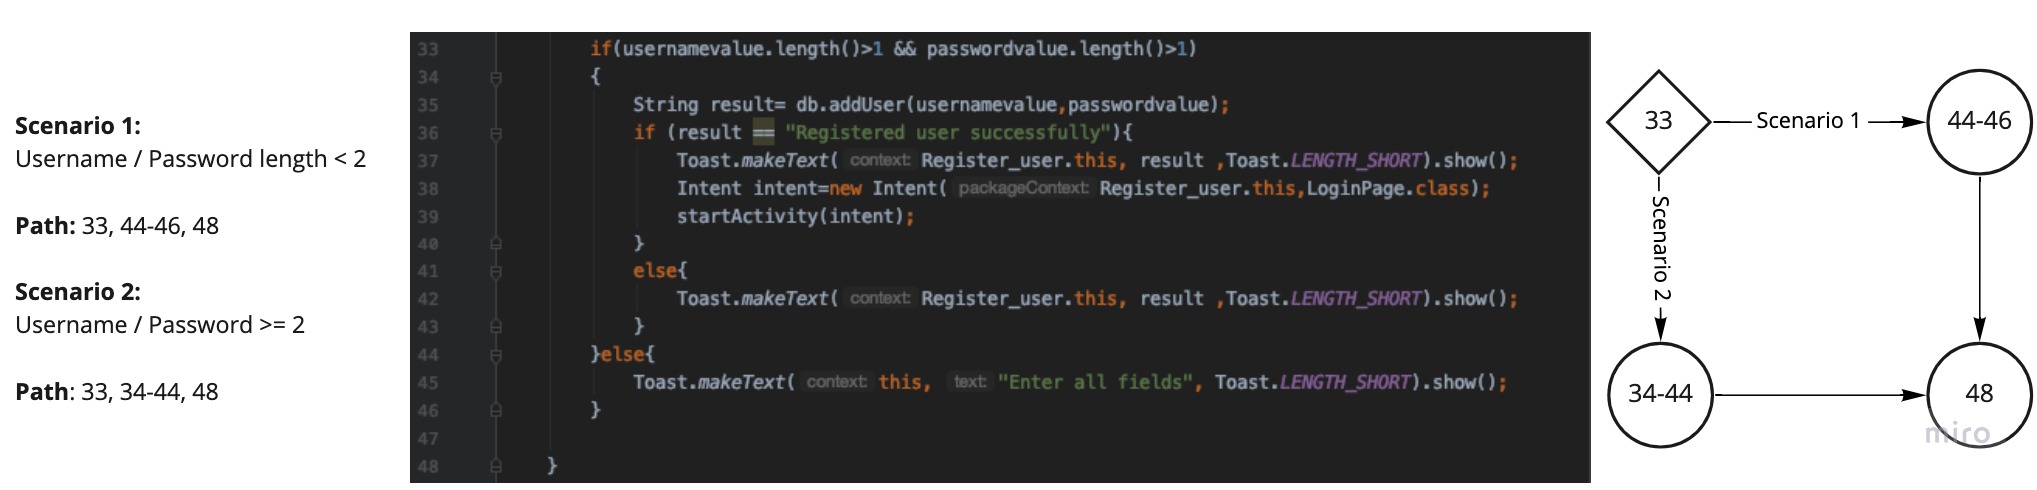 Scenario 1:
Username / Password length < 2
Path: 33, 44-46, 48
Scenario 2:
Username / Password >= 2
Path: 33, 34-44, 48
33 if(usernamevalue.length()>1 && passwordvalue.length()>1)
34 {
35 String result= db.addUser(usernamevalue,passwordvalue);
36 if (result == "Registered user successfully"){
37 Toast.makeText( context: Register_user.this, result ,Toast.LENGTH_SHORT).show();
38 Intent intent=new Intent( packageContext: Register_user.this,LoginPage.class);
39 startActivity(intent);
40 }
41 else{
42 Toast.makeText( context: Register_user.this, result ,Toast.LENGTH_SHORT).show();
43 }
44 }else{
45 Toast.makeText( context: this, text: "Enter all fields", Toast.LENGTH_SHORT).show();
46 }
47
48 }
33
Scenario 1
44-46
Scenario 2
34-44
48
miro